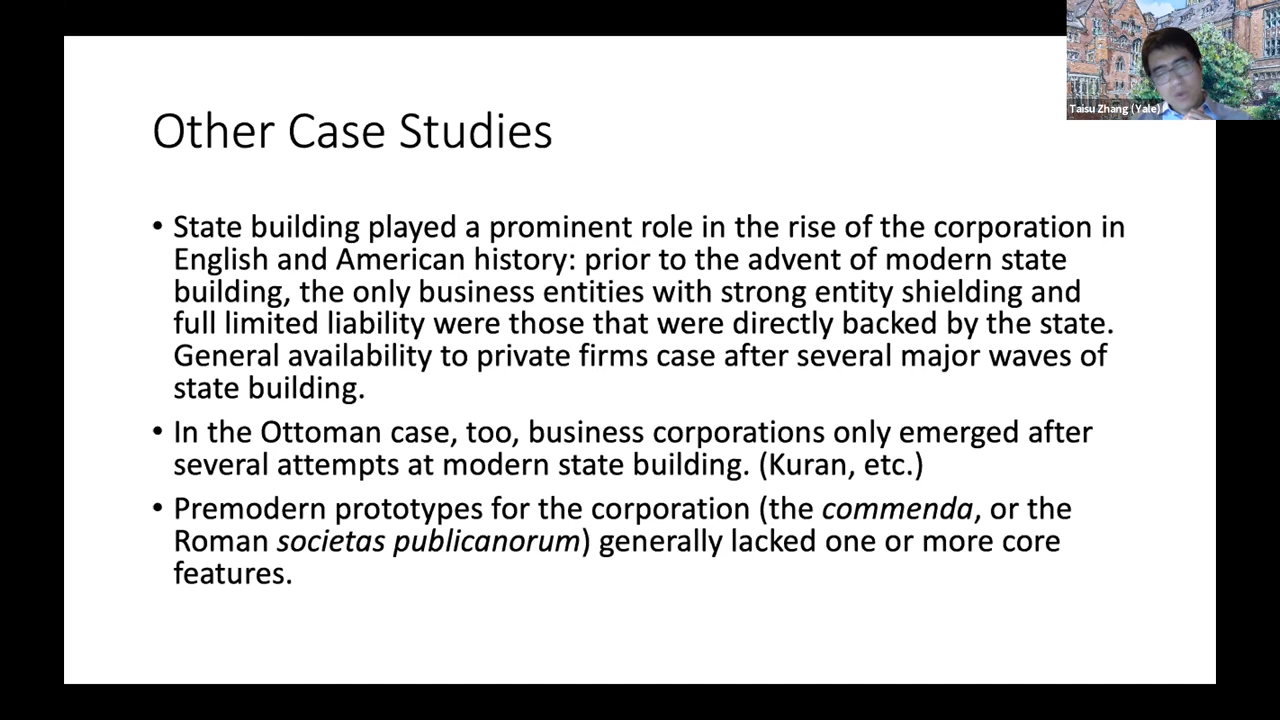 Taisu Zhang (Yale)
Other Case Studies
• State building played a prominent role in the rise of the corporation in
English and American history: prior to the advent of modern state
building, the only business entities with strong entity shielding and
full limited liability were those that were directly backed by the state.
General availability to private firms case after several major waves of
state building.
• In the Ottoman case, too, business corporations only emerged after
several attempts at modern state building. (Kuran, etc.)
• Premodern prototypes for the corporation (the commenda, or the
Roman societas publicanorum) generally lacked one or more core
features.